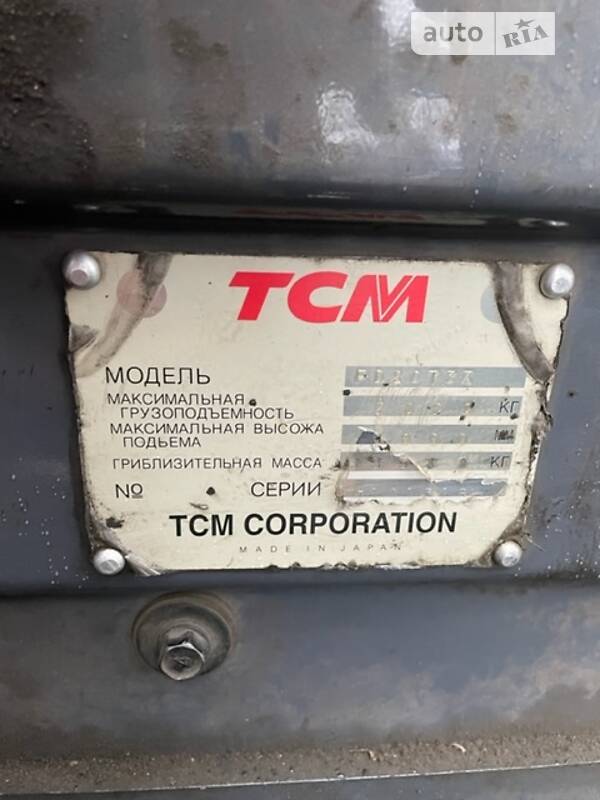 auto RIA
TCM
МОДЕЛЬ
МАКСИМАЛЬНАЯ
ГРУЗОПОДЪЕМНОСТЬ КГ
МАКСИМАЛЬНАЯ ВЫСОЖА
ПОДЬЕМА ММ
ГРИБЛИЗИТЕЛЬНАЯ МАССА КГ
№ СЕРИИ
TCM CORPORATION
MADE IN JAPAN